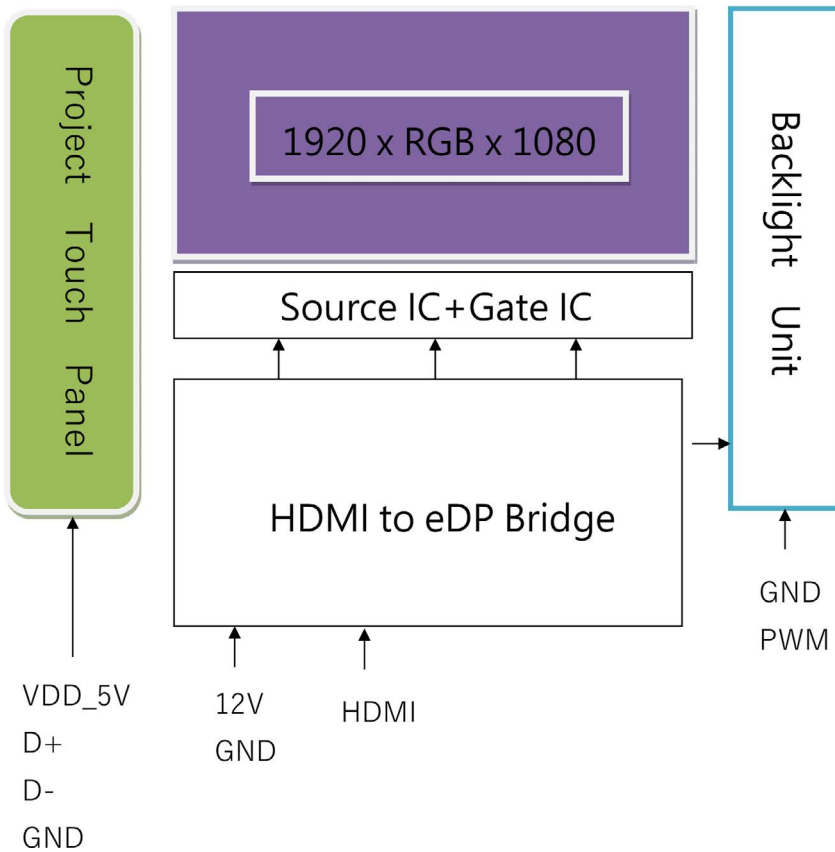 Project Touch Panel
1920 x RGB x 1080
Backlight Unit
Source IC+Gate IC
HDMI to eDP Bridge
VDD_5V
D+
D-
GND
12V
GND
HDMI
GND
PWM